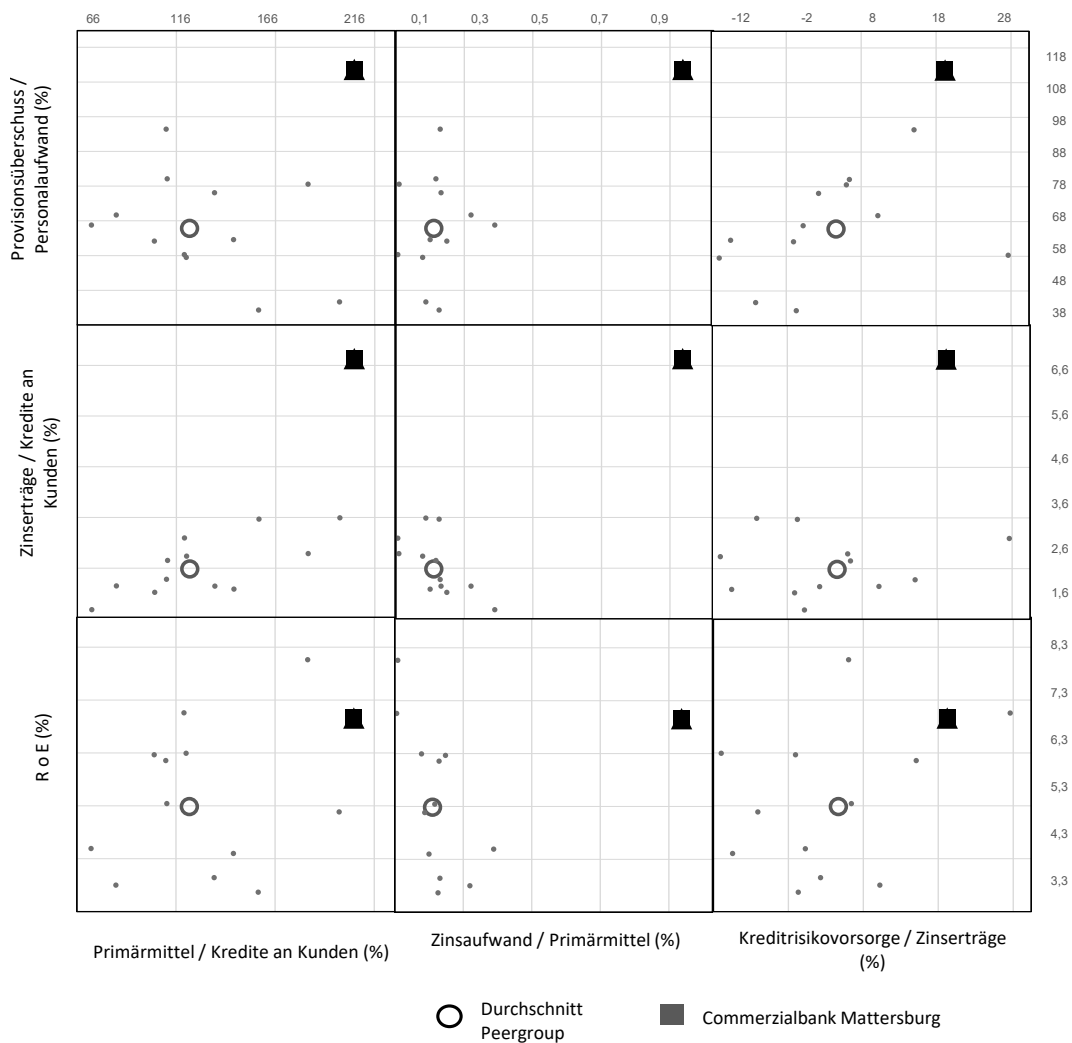 66 116 166 216 0,1 0,3 0,5 0,7 0,9 -12 -2 8 18 28
Provisionsüberschuss /
Personalaufwand (%)
118
108
98
88
78
68
58
48
38
Zinserträge / Kredite an
Kunden (%)
6,6
5,6
4,6
3,6
2,6
1,6
R o E (%)
8,3
7,3
6,3
5,3
4,3
3,3
Primärmittel / Kredite an Kunden (%)
Zinsaufwand / Primärmittel (%)
Kreditrisikovorsorge / Zinserträge
(%)
Durchschnitt
Peergroup
Commerzialbank Mattersburg